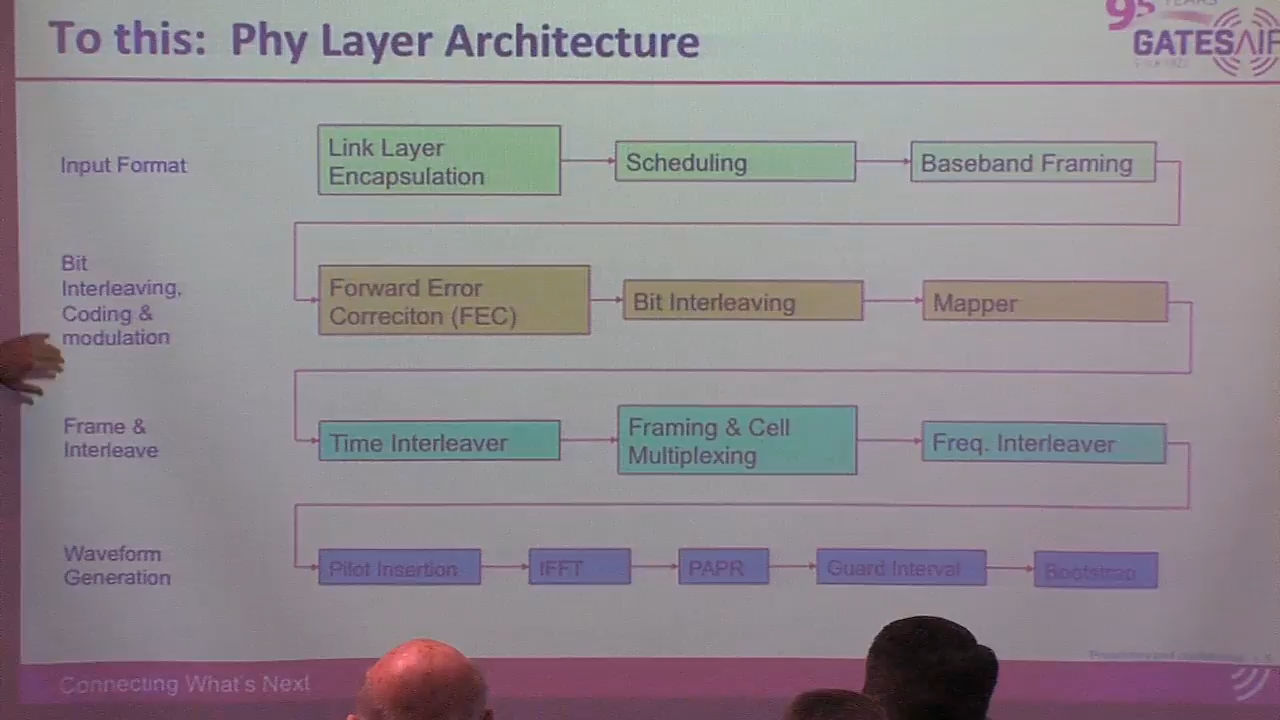 To this: Phy Layer Architecture
95 YEARS
GATESAIR
Input Format
Link Layer
Encapsulation
Scheduling
Baseband Framing
Bit
Interleaving,
Coding &
modulation
Forward Error
Correciton (FEC)
Bit Interleaving
Mapper
Frame &
Interleave
Time Interleaver
Framing & Cell
Multiplexing
Freq. Interleaver
Waveform
Generation
Pilot Insertion
IFFT
PAPR
Guard Interval
Bootstrap
Connecting What's Next